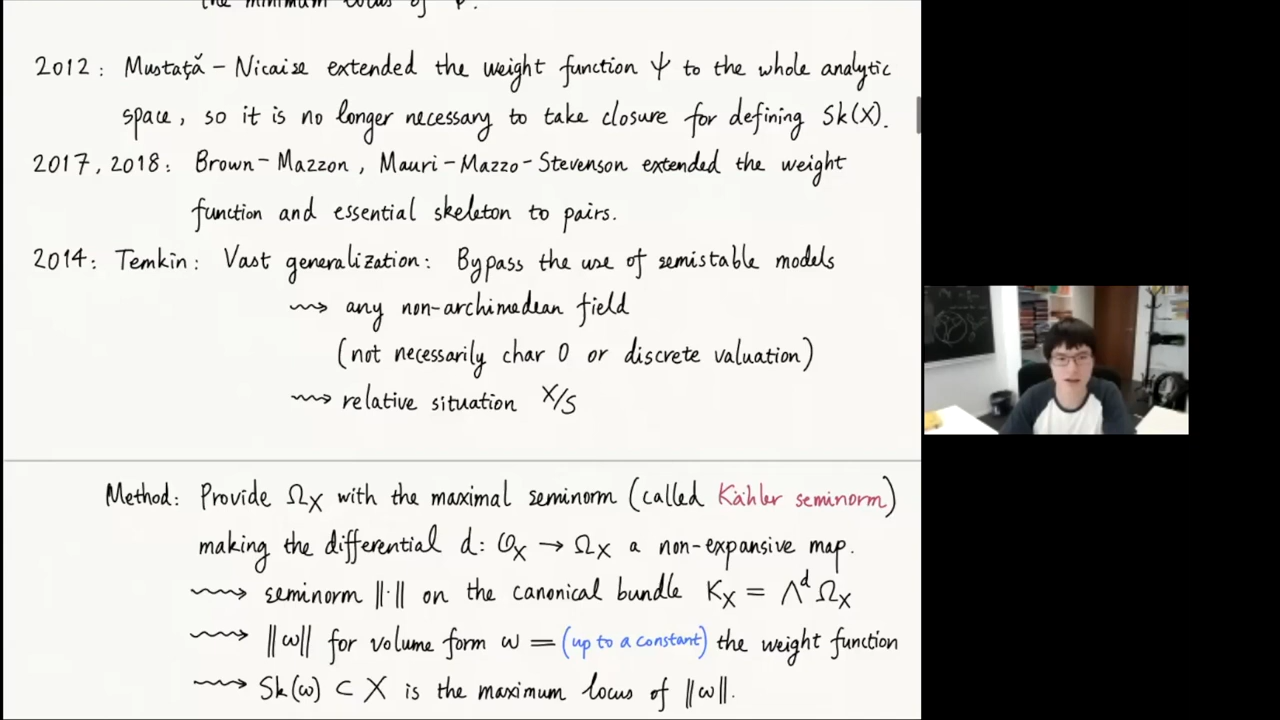 the minimum locus of Ψ.
2012: Mustaţă - Nicaise extended the weight function Ψ to the whole analytic
space, so it is no longer necessary to take closure for defining Sk(X).
2017, 2018: Brown - Mazzon, Mauri - Mazzo - Stevenson extended the weight
function and essential skeleton to pairs.
2014: Temkin: Vast generalization: Bypass the use of semistable models
⇝ any non-archimedean field
(not necessarily char 0 or discrete valuation)
⇝ relative situation X/S
Method: Provide Ω_X with the maximal seminorm (called Kähler seminorm)
making the differential d: O_X → Ω_X a non-expansive map.
⇝ seminorm ||·|| on the canonical bundle K_X = Λ^d Ω_X
⇝ ||ω|| for volume form ω = (up to a constant) the weight function
⇝ Sk(ω) ⊂ X is the maximum locus of ||ω||.